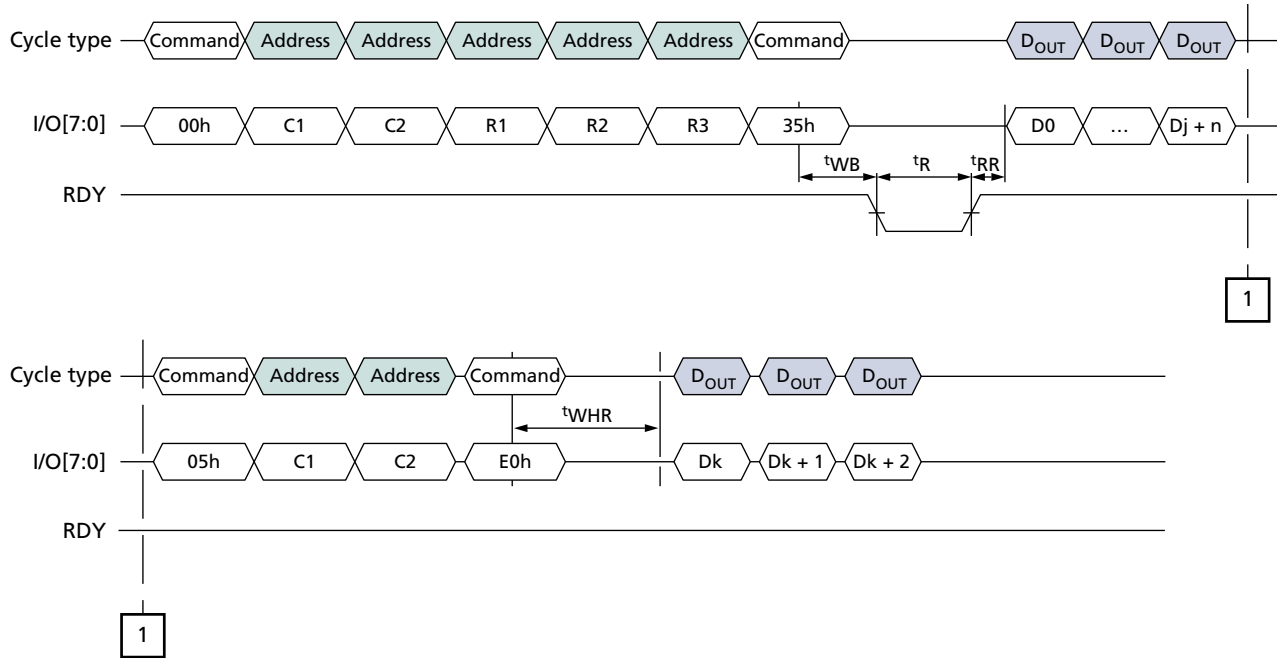 Cycle type Command Address Address Address Address Address Command DOUT DOUT DOUT
I/O[7:0] 00h C1 C2 R1 R2 R3 35h D0 … Dj + n
tWB tR tRR
RDY
1
Cycle type Command Address Address Command DOUT DOUT DOUT
tWHR
I/O[7:0] 05h C1 C2 E0h Dk Dk + 1 Dk + 2
RDY
1